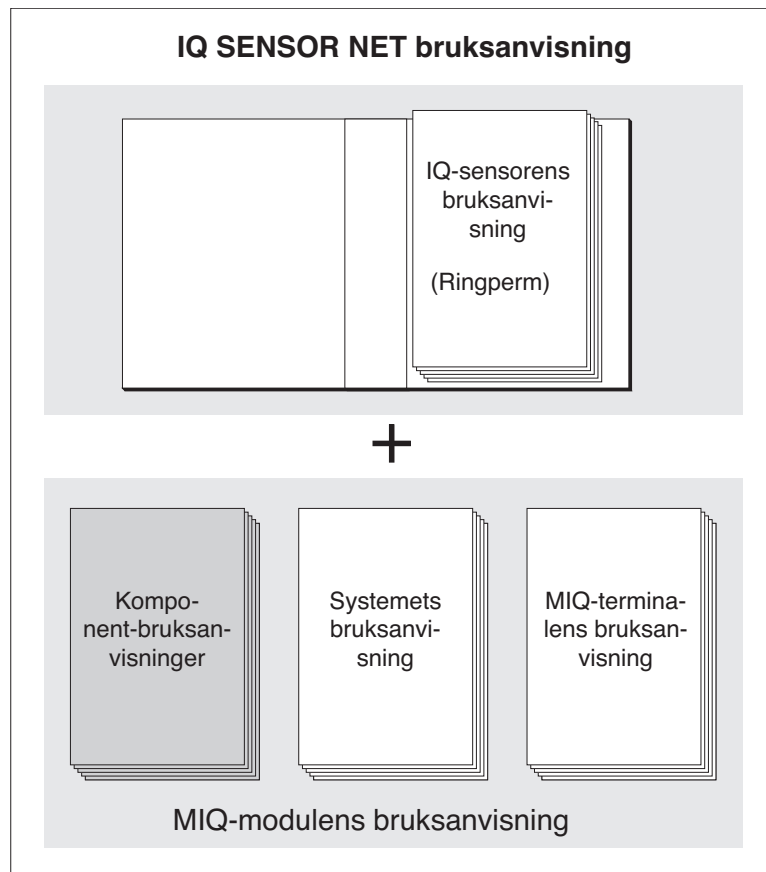 IQ SENSOR NET bruksanvisning
IQ-sensorens
bruksanvi-
sning
(Ringperm)
+
Kompo-
nent-bruksan-
visninger
Systemets
bruksanvi-
sning
MIQ-termina-
lens bruksan-
visning
MIQ-modulens bruksanvisning